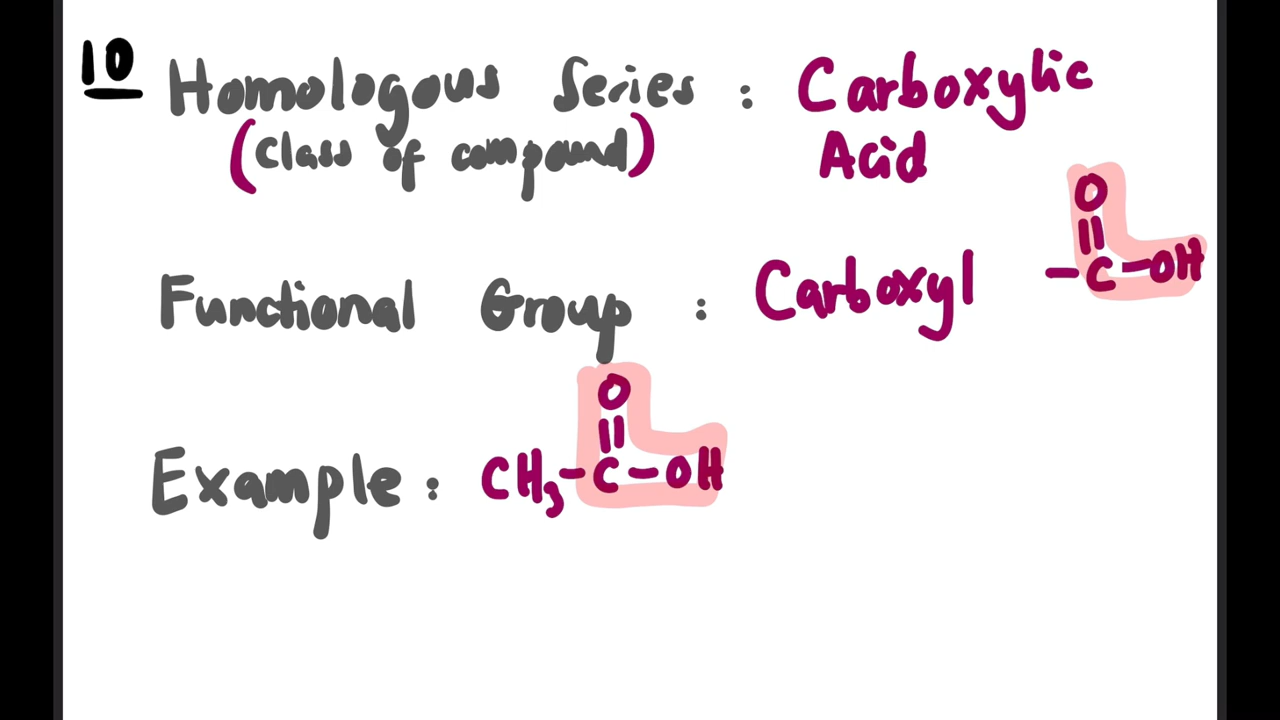 10 Homologous Series : Carboxylic
(Class of compound) Acid
O
||
Functional Group : Carboxyl -C-OH
O
||
Example : CH₃-C-OH